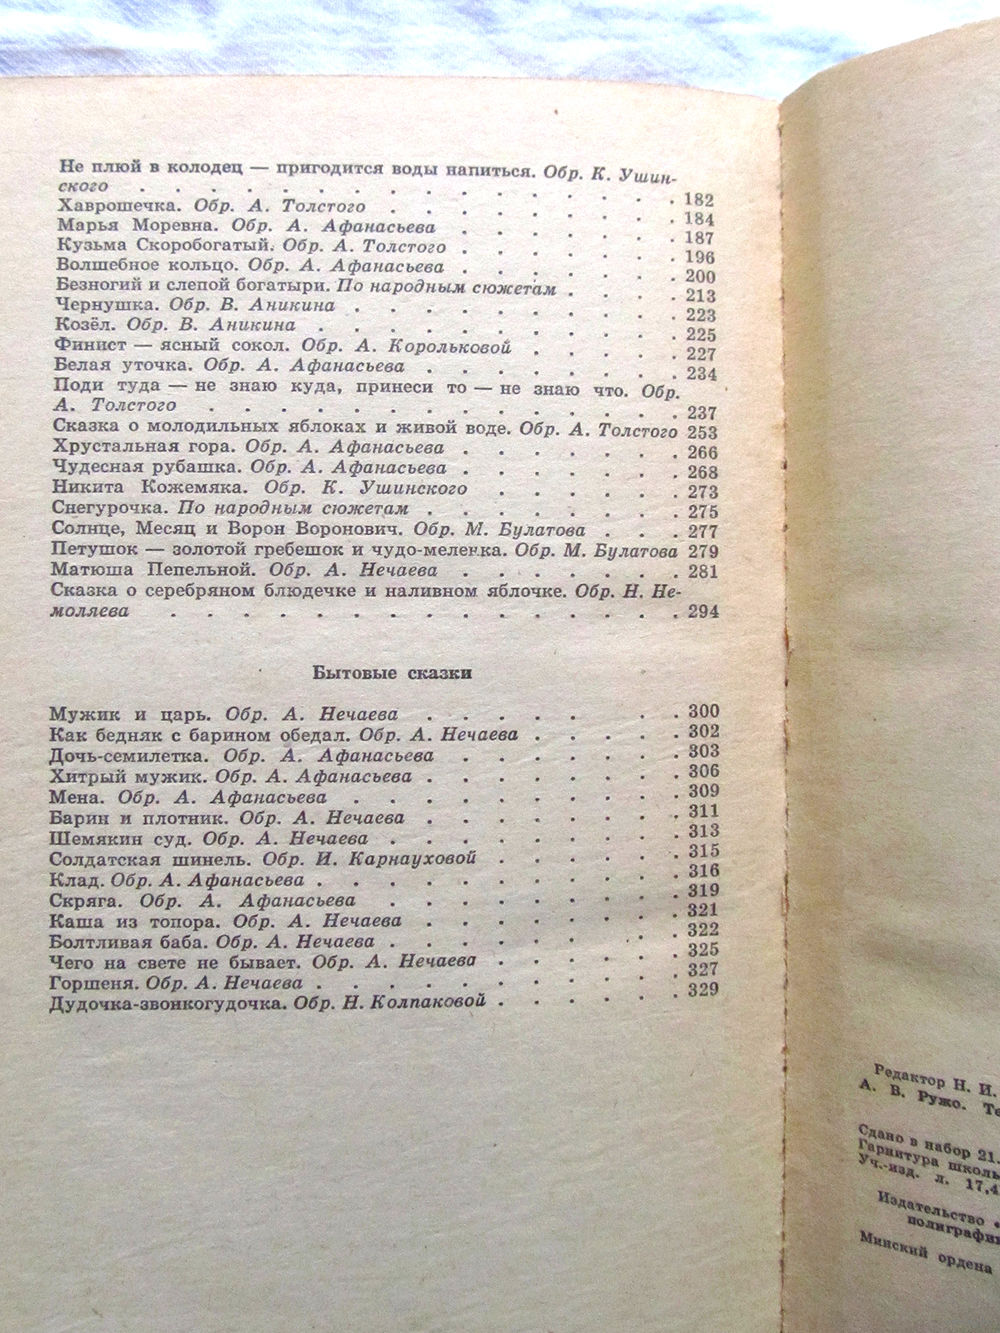 Не плюй в колодец — пригодится воды напиться. Обр. К. Ушин-
ского . . . . . . . . . . . . . . . 182
Хаврошечка. Обр. А. Толстого . . . . . . . . . 184
Марья Моревна. Обр. А. Афанасьева . . . . . . . 187
Кузьма Скоробогатый. Обр. А. Толстого . . . . . . . 196
Волшебное кольцо. Обр. А. Афанасьева . . . . . . . 200
Безногий и слепой богатыри. По народным сюжетам . . . . 213
Чернушка. Обр. В. Аникина . . . . . . . . . . 223
Козёл. Обр. В. Аникина . . . . . . . . . . . 225
Финист — ясный сокол. Обр. А. Корольковой . . . . . 227
Белая уточка. Обр. А. Афанасьева . . . . . . . . 234
Поди туда — не знаю куда, принеси то — не знаю что. Обр.
А. Толстого . . . . . . . . . . . . . . 237
Сказка о молодильных яблоках и живой воде. Обр. А. Толстого 253
Хрустальная гора. Обр. А. Афанасьева . . . . . . . 266
Чудесная рубашка. Обр. А. Афанасьева . . . . . . . 268
Никита Кожемяка. Обр. К. Ушинского . . . . . . 273
Снегурочка. По народным сюжетам . . . . . . . . 275
Солнце, Месяц и Ворон Воронович. Обр. М. Булатова . . . 277
Петушок — золотой гребешок и чудо-меленка. Обр. М. Булатова 279
Матюша Пепельной. Обр. А. Нечаева . . . . . . . 281
Сказка о серебряном блюдечке и наливном яблочке. Обр. Н. Не-
моляева . . . . . . . . . . . . . . . 294
Бытовые сказки
Мужик и царь. Обр. А. Нечаева . . . . . . . 300
Как бедняк с барином обедал. Обр. А. Нечаева . . . . . 302
Дочь-семилетка. Обр. А. Афанасьева . . . . . . . 303
Хитрый мужик. Обр. А. Афанасьева . . . . . . . . 306
Мена. Обр. А. Афанасьева . . . . . . . . . . 309
Барин и плотник. Обр. А. Нечаева . . . . . . . . 311
Шемякин суд. Обр. А. Нечаева . . . . . . . . . 313
Солдатская шинель. Обр. И. Карнауховой . . . . . . 315
Клад. Обр. А. Афанасьева . . . . . . . . . . . 316
Скряга. Обр. А. Афанасьева . . . . . . . . . 319
Каша из топора. Обр. А. Нечаева . . . . . . . . 321
Болтливая баба. Обр. А. Нечаева . . . . . . . . . 322
Чего на свете не бывает. Обр. А. Нечаева . . . . . . 325
Горшеня. Обр. А. Нечаева . . . . . . . . . . . 327
Дудочка-звонкогудочка. Обр. Н. Колпаковой . . . . . . 329
Редактор Н. И.
А. В. Ружо.
Сдано в набор 21.
Гарнитура
Уч.-изд. л. 17,4
Издательство
Минский ордена